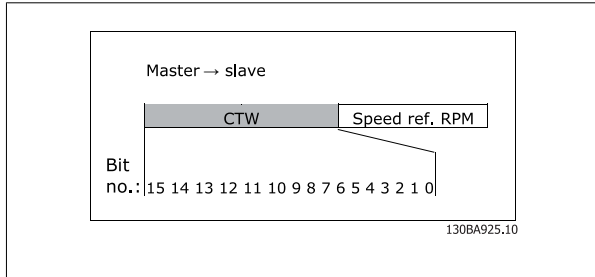 Master → slave
CTW Speed ref. RPM
Bit
no.: 15 14 13 12 11 10 9 8 7 6 5 4 3 2 1 0
130BA925.10